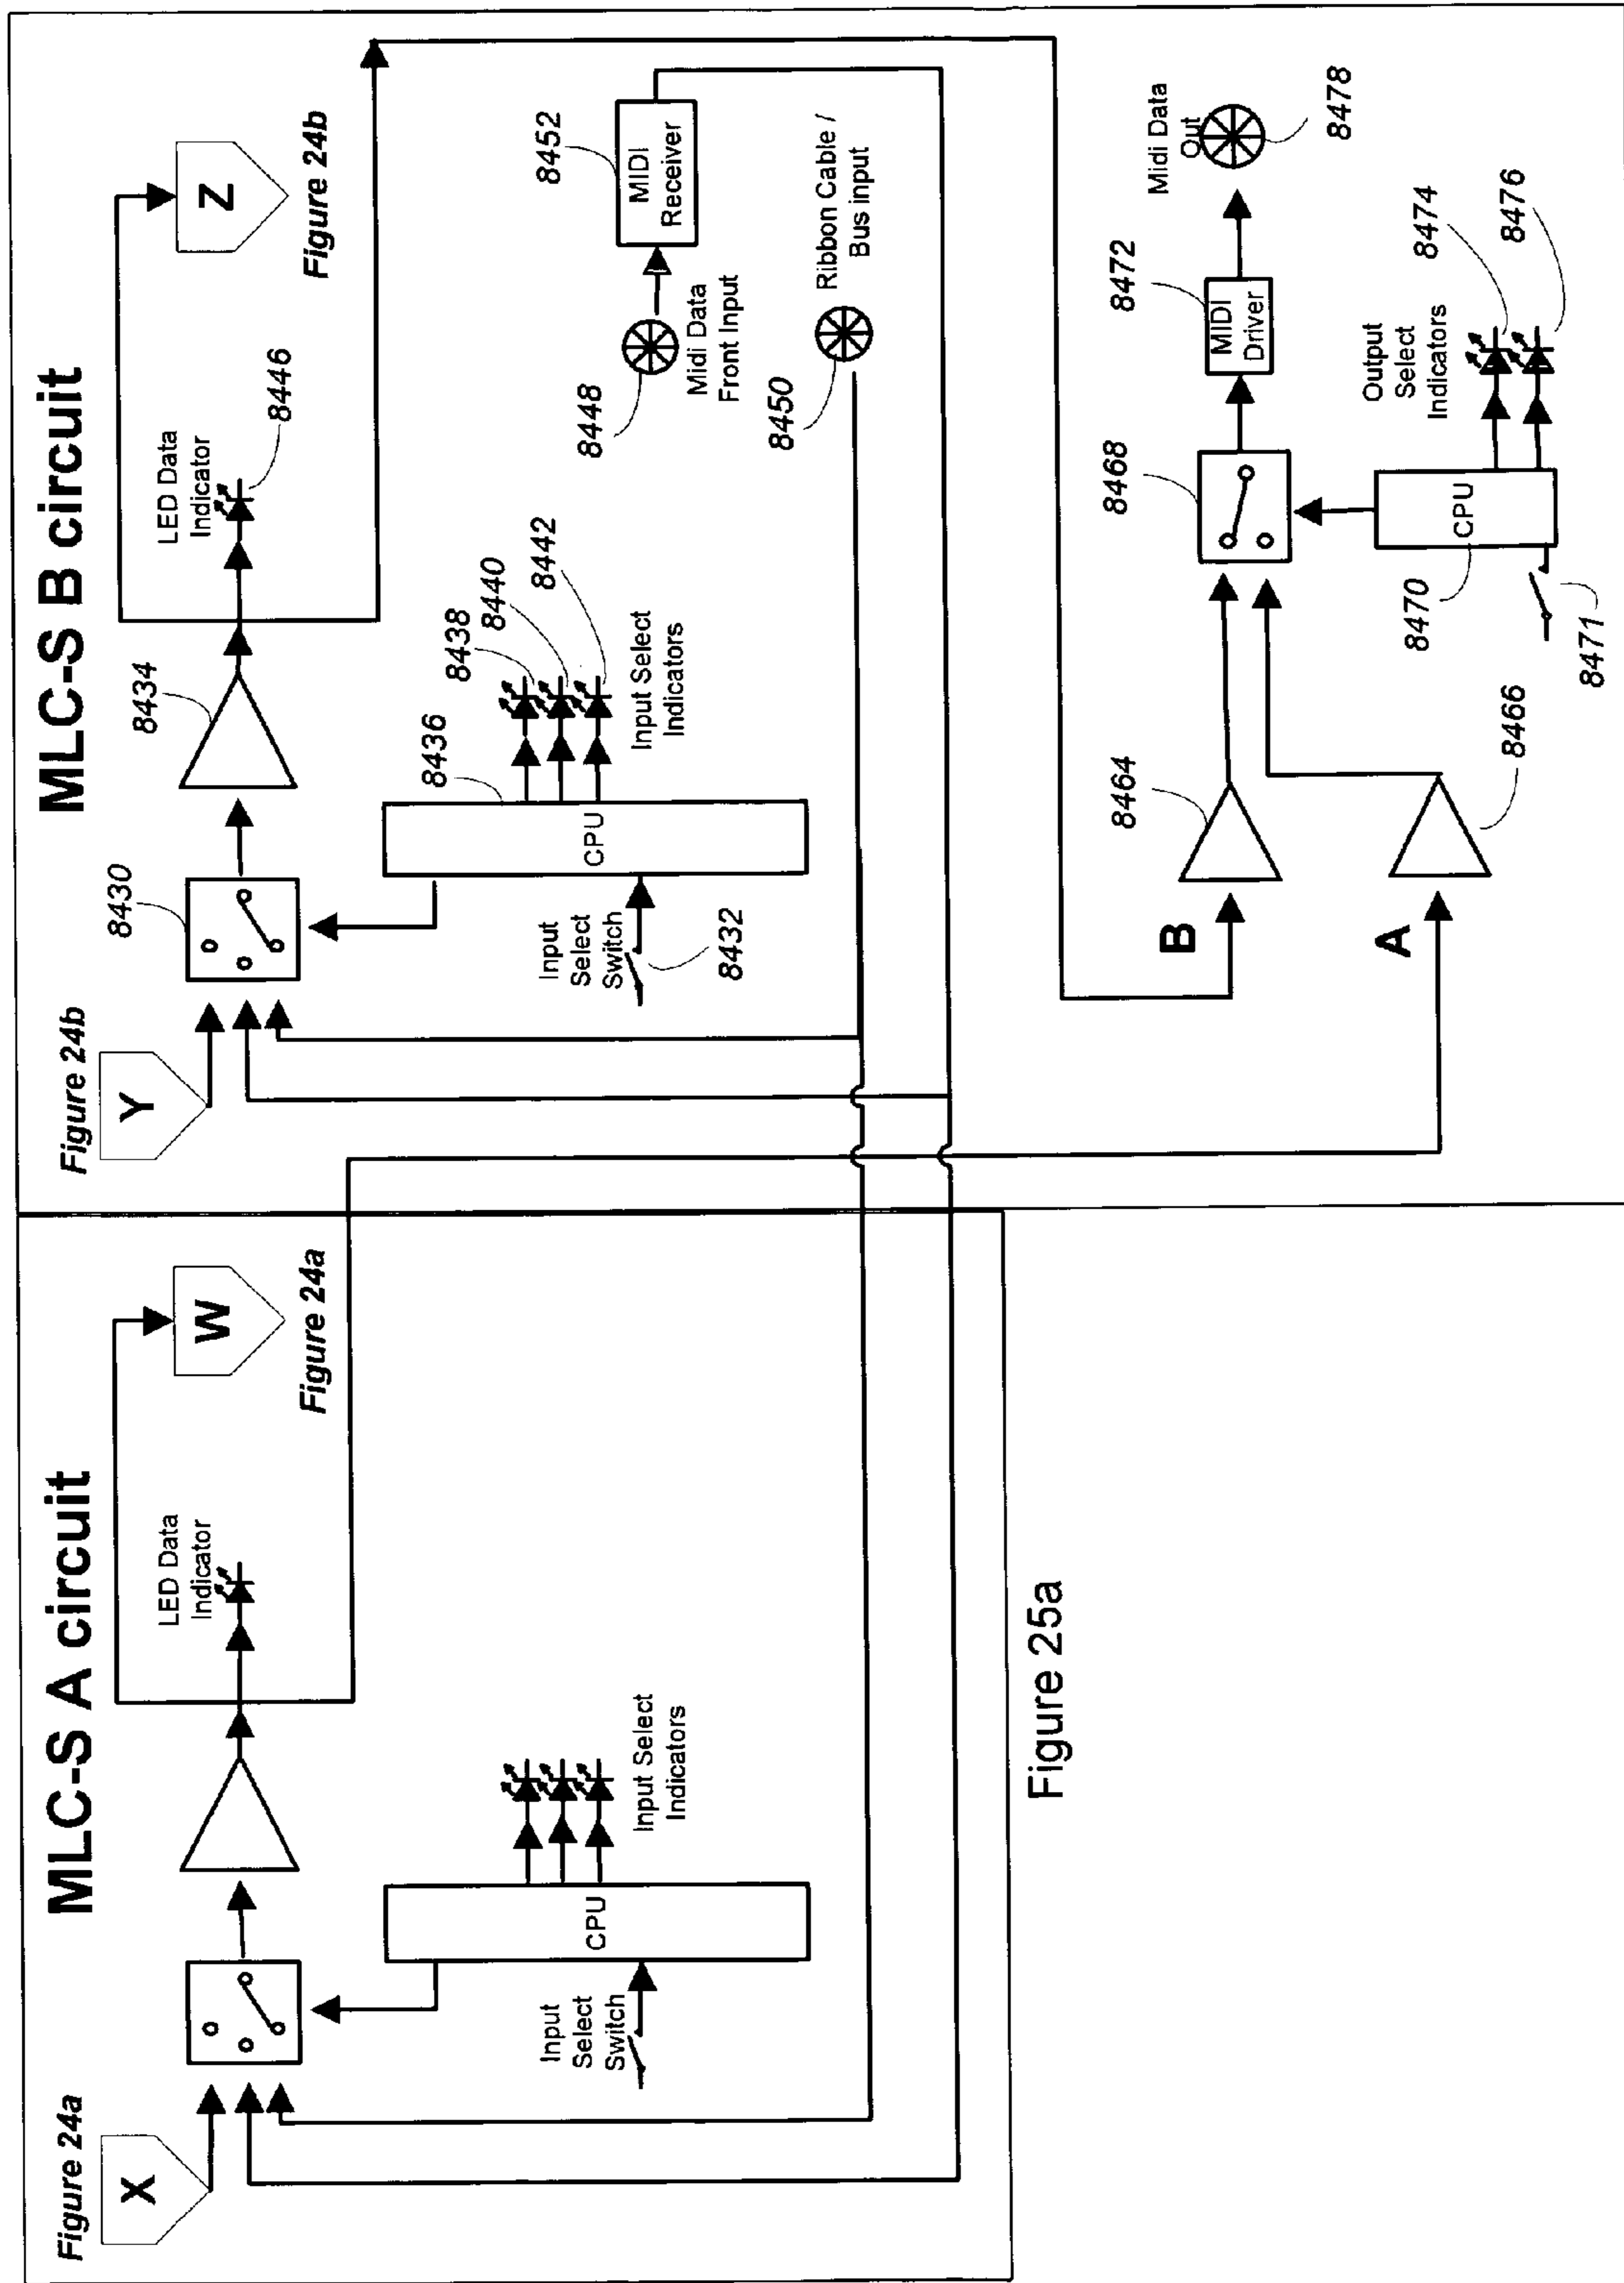 MLC-S A circuit
Figure 24a
X
LED Data
Indicator
W
Figure 24a
CPU
Input
Select
Switch
Input Select
Indicators
MLC-S B circuit
Figure 24b
Y
8430
8434
LED Data
Indicator
8446
Z
Figure 24b
8436
CPU
Input
Select
Switch
8432
8438
8440
8442
Input Select
Indicators
8448
Midi Data
Front Input
8452
MIDI
Receiver
8450
Ribbon Cable /
Bus input
B
8464
A
8466
8468
8472
MIDI
Driver
Midi Data
Out
8478
CPU
8470
8471
Output
Select
Indicators
8474
8476
Figure 25a